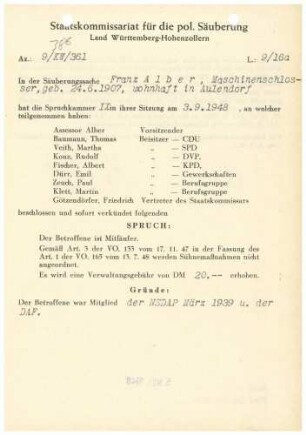 Staatskommissariat für die pol. Säuberung
Land Württemberg-Hohenzollern
Az.: 9/IX/361 L.: 9/16a
In der Säuberungssache Franz Alber, Maschinenschlos-
ser, geb. 24.6.1907, wohnhaft in Aulendorf
hat die Spruchkammer IX in ihrer Sitzung am 3.9.1948, an welcher
teilgenommen haben:
Assessor Alber Vorsitzender
Baumann, Thomas Beisitzer — CDU
Veith, Martha „ — SPD
Konz, Rudolf „ — DVP,
Fischer, Albert „ — KPD,
Dürr, Emil „ — Gewerkschaften
Zensh, Paul „ — Berufsgruppe
Klett, Martin „ — Berufsgruppe
Götzendörfer, Friedrich Vertreter des Staatskommissars
beschlossen und sofort verkündet folgenden
SPRUCH:
Der Betroffene ist Mitläufer.
Gemäß Art. 3 der VO. 133 vom 17. 11. 47 in der Fassung des
Art. 1 der VO. 165 vom 13. 7. 48 werden Sühnemaßnahmen nicht
angeordnet.
Es wird eine Verwaltungsgebühr von DM 20.-- erhoben.
Gründe:
Der Betroffene war Mitglied der NSDAP März 1939 u. der
DAF.